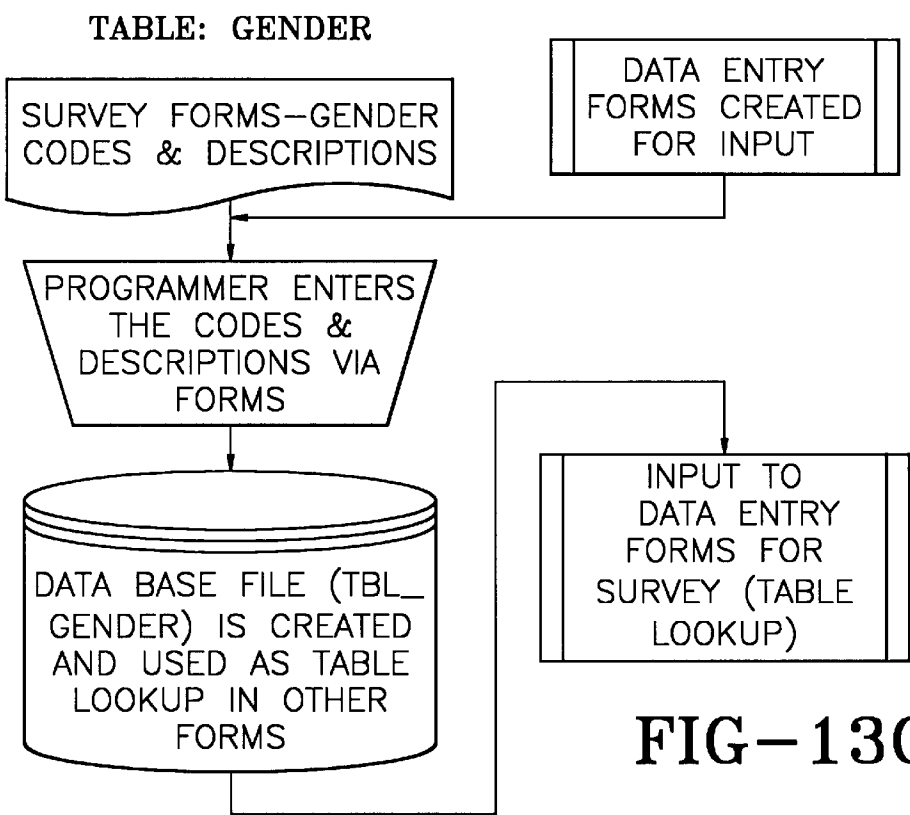 TABLE: GENDER
SURVEY FORMS-GENDER
CODES & DESCRIPTIONS
DATA ENTRY
FORMS CREATED
FOR INPUT
PROGRAMMER ENTERS
THE CODES &
DESCRIPTIONS VIA
FORMS
DATA BASE FILE (TBL_
GENDER) IS CREATED
AND USED AS TABLE
LOOKUP IN OTHER
FORMS
INPUT TO
DATA ENTRY
FORMS FOR
SURVEY (TABLE
LOOKUP)